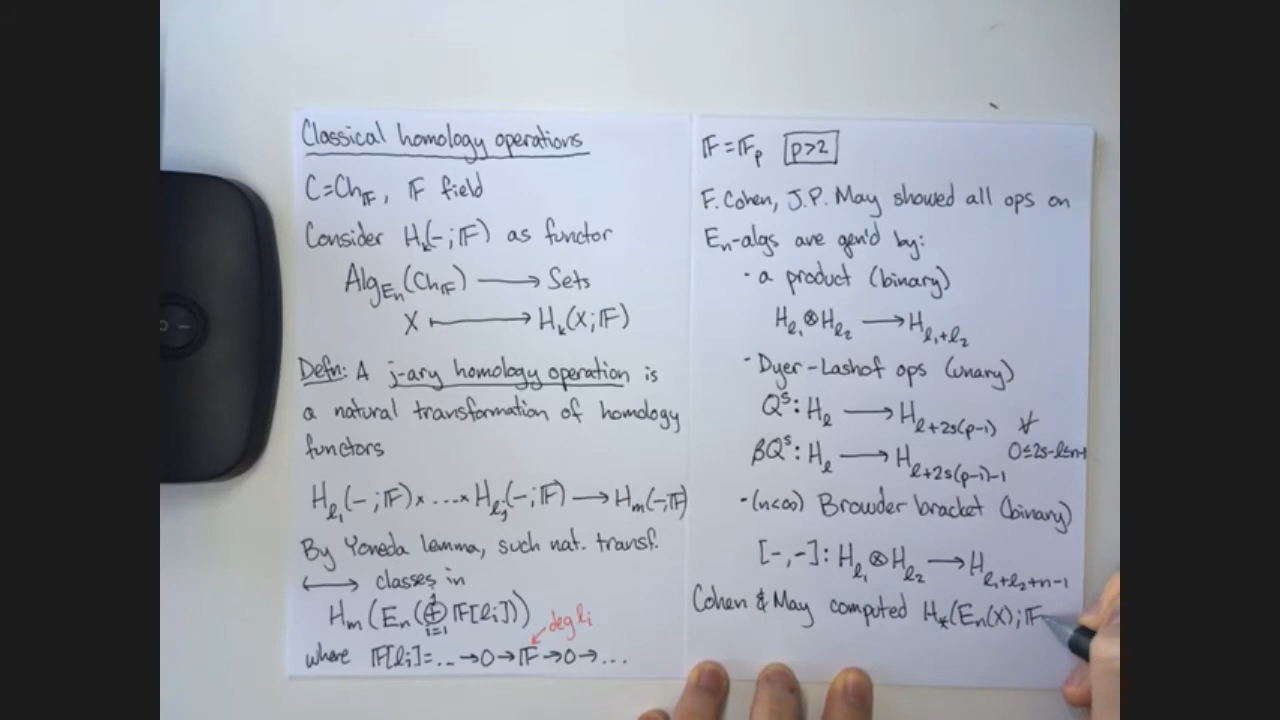 Classical homology operations
C=Ch_𝔽, 𝔽 field
Consider H_k(-;𝔽) as functor
Alg_{E_n}(Ch_𝔽) ⟶ Sets
X ⟼ H_k(X;𝔽)
Defn: A j-ary homology operation is
a natural transformation of homology
functors
H_{ℓ_1}(-;𝔽)×....×H_{ℓ_j}(-;𝔽) ⟶ H_m(-;𝔽)
By Yoneda lemma, such nat. transf.
⟷ classes in
H_m(E_n(⊕_{i=1}^{j} 𝔽[ℓ_i]))
deg ℓ_i
where 𝔽[ℓ_i]=...→0→𝔽→0→...
𝔽=𝔽_p p>2
F. Cohen, J.P. May showed all ops on
E_n-algs are gen'd by:
· a product (binary)
H_{ℓ_1}⊗H_{ℓ_2} ⟶ H_{ℓ_1+ℓ_2}
· Dyer-Lashof ops (unary)
Q^s: H_ℓ ⟶ H_{ℓ+2s(p-1)} ∀
0≤2s-ℓ≤n-1
βQ^s: H_ℓ ⟶ H_{ℓ+2s(p-1)-1}
· (n<∞) Browder bracket (binary)
[-,-]: H_{ℓ_1}⊗H_{ℓ_2} ⟶ H_{ℓ_1+ℓ_2+n-1}
Cohen & May computed H_*(E_n(X);𝔽